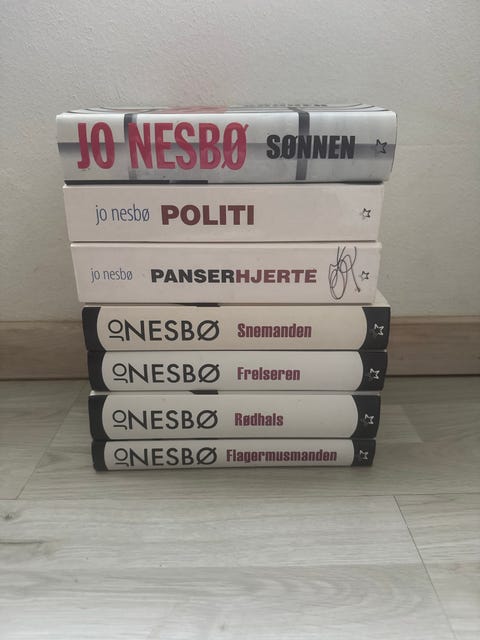 JO NESBØ SØNNEN
jo nesbø POLITI
jo nesbø PANSERHJERTE
JO NESBØ Snemanden
JO NESBØ Frelseren
JO NESBØ Rødhals
JO NESBØ Flagermusmanden